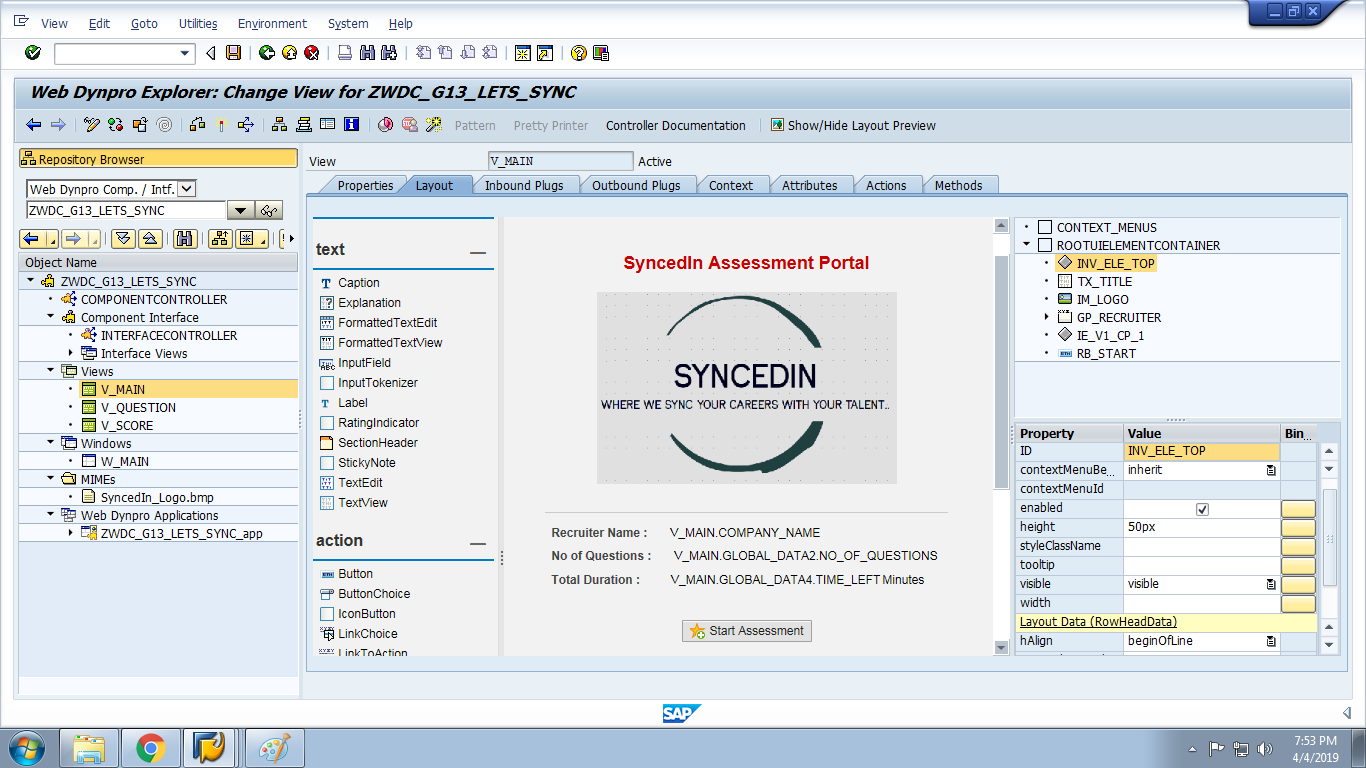 View Edit Goto Utilities Environment System Help
Web Dynpro Explorer: Change View for ZWDC_G13_LETS_SYNC
Pattern Pretty Printer Controller Documentation Show/Hide Layout Preview
Repository Browser
Web Dynpro Comp. / Intf.
ZWDC_G13_LETS_SYNC
Object Name
ZWDC_G13_LETS_SYNC
COMPONENTCONTROLLER
Component Interface
INTERFACECONTROLLER
Interface Views
Views
V_MAIN
V_QUESTION
V_SCORE
Windows
W_MAIN
MIMEs
SyncedIn_Logo.bmp
Web Dynpro Applications
ZWDC_G13_LETS_SYNC_app
View V_MAIN Active
Properties Layout Inbound Plugs Outbound Plugs Context Attributes Actions Methods
text
Caption
Explanation
FormattedTextEdit
FormattedTextView
InputField
InputTokenizer
Label
RatingIndicator
SectionHeader
StickyNote
TextEdit
TextView
action
Button
ButtonChoice
IconButton
LinkChoice
LinkToAction
SyncedIn Assessment Portal
SYNCEDIN
WHERE WE SYNC YOUR CAREERS WITH YOUR TALENT..
Recruiter Name : V_MAIN.COMPANY_NAME
No of Questions : V_MAIN.GLOBAL_DATA2.NO_OF_QUESTIONS
Total Duration : V_MAIN.GLOBAL_DATA4.TIME_LEFT Minutes
Start Assessment
CONTEXT_MENUS
ROOTUIELEMENTCONTAINER
INV_ELE_TOP
TX_TITLE
IM_LOGO
GP_RECRUITER
IE_V1_CP_1
RB_START
Property Value Bin...
ID INV_ELE_TOP
contextMenuBe... inherit
contextMenuId
enabled
height 50px
styleClassName
tooltip
visible visible
width
Layout Data (RowHeadData)
hAlign beginOfLine
SAP
7:53 PM
4/4/2019